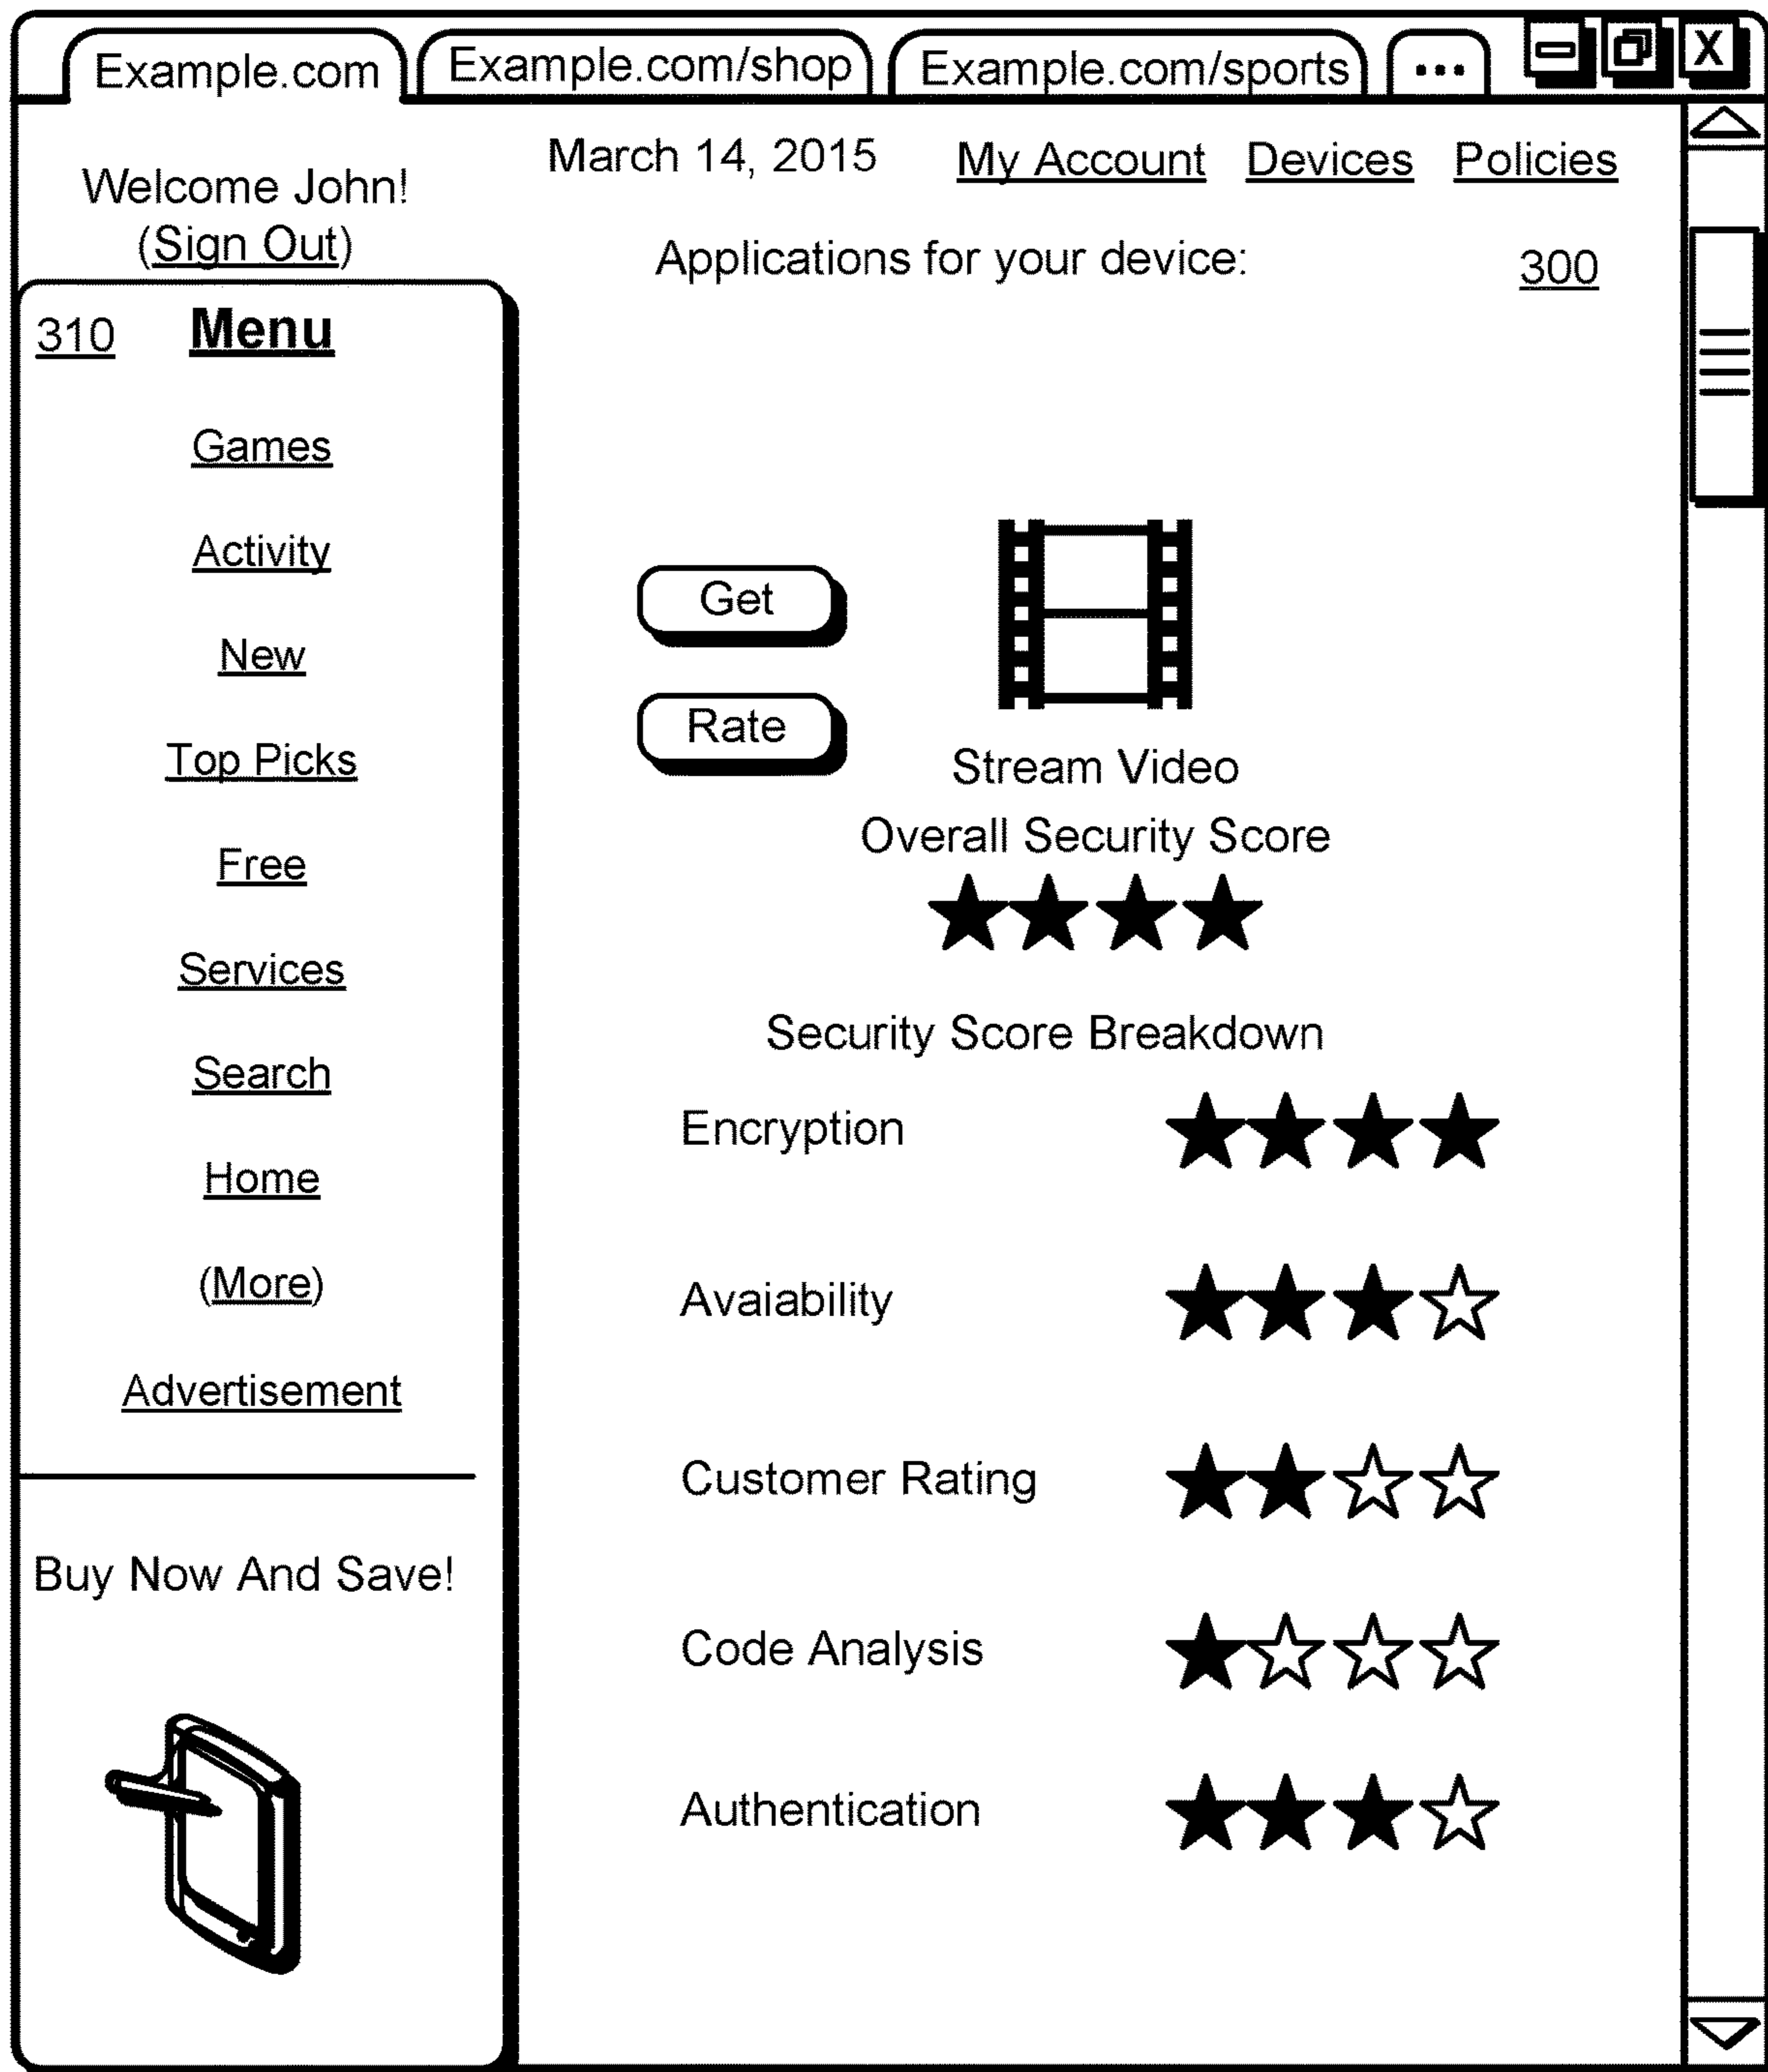 Example.com
Example.com/shop
Example.com/sports
...
X
March 14, 2015
My Account
Devices
Policies
Welcome John!
(Sign Out)
Applications for your device:
300
310
Menu
Games
Activity
New
Top Picks
Free
Services
Search
Home
(More)
Advertisement
Buy Now And Save!
Get
Rate
Stream Video
Overall Security Score
Security Score Breakdown
Encryption
Avaiability
Customer Rating
Code Analysis
Authentication